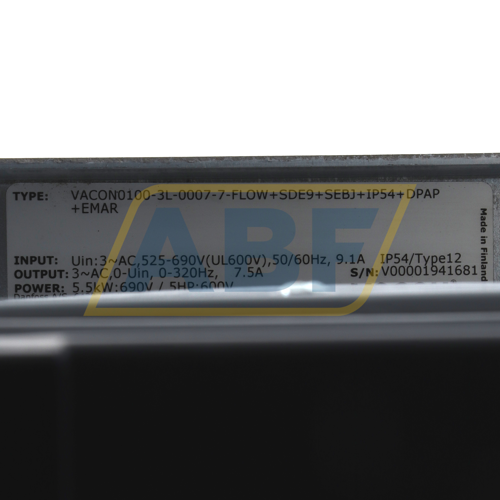 TYPE: VACON0100-3L-0007-7-FLOW+SDE9+SEBJ+IP54+DPAP
+EMAR
INPUT: Uin:3~AC,525-690V(UL600V),50/60Hz, 9.1A IP54/Type12
OUTPUT: 3~AC,0-Uin, 0-320Hz, 7.5A S/N: V00001941681
POWER: 5.5kW:690V / 5HP:600V
Danfoss A/S
Made in Finland
ABF